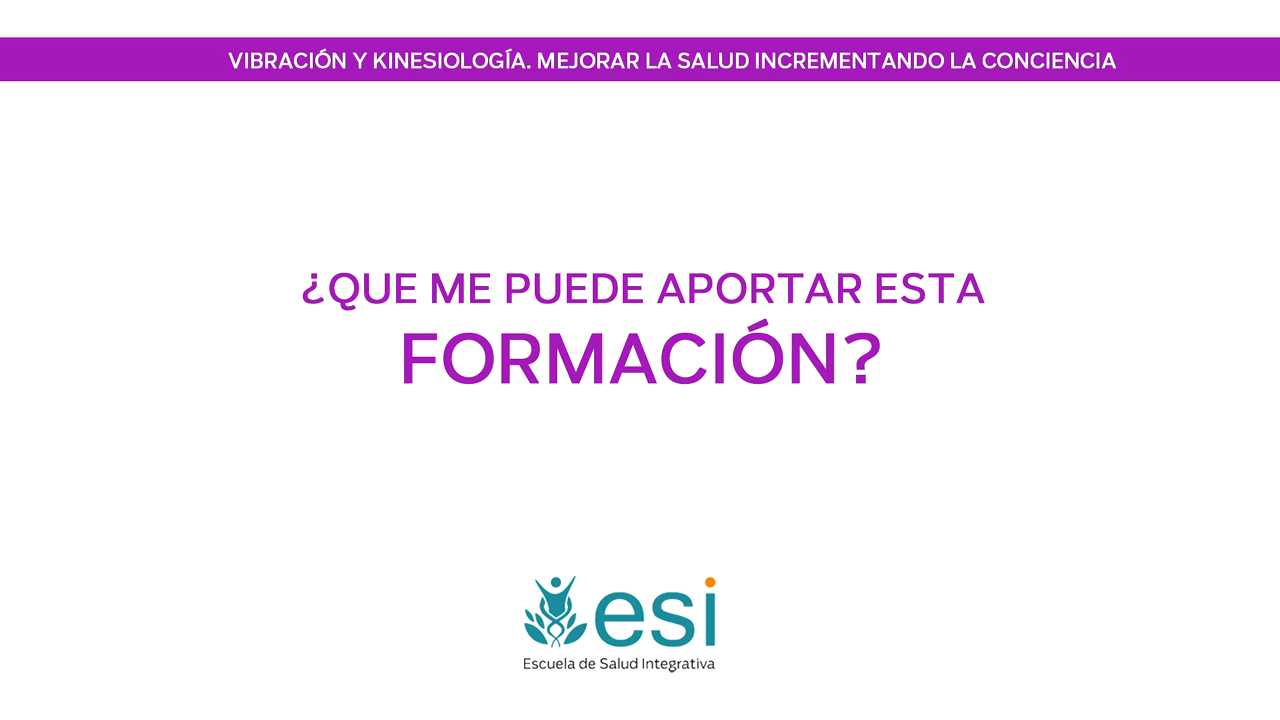 VIBRACIÓN Y KINESIOLOGÍA. MEJORAR LA SALUD INCREMENTANDO LA CONCIENCIA
¿QUE ME PUEDE APORTAR ESTA
FORMACIÓN?
esi
Escuela de Salud Integrativa